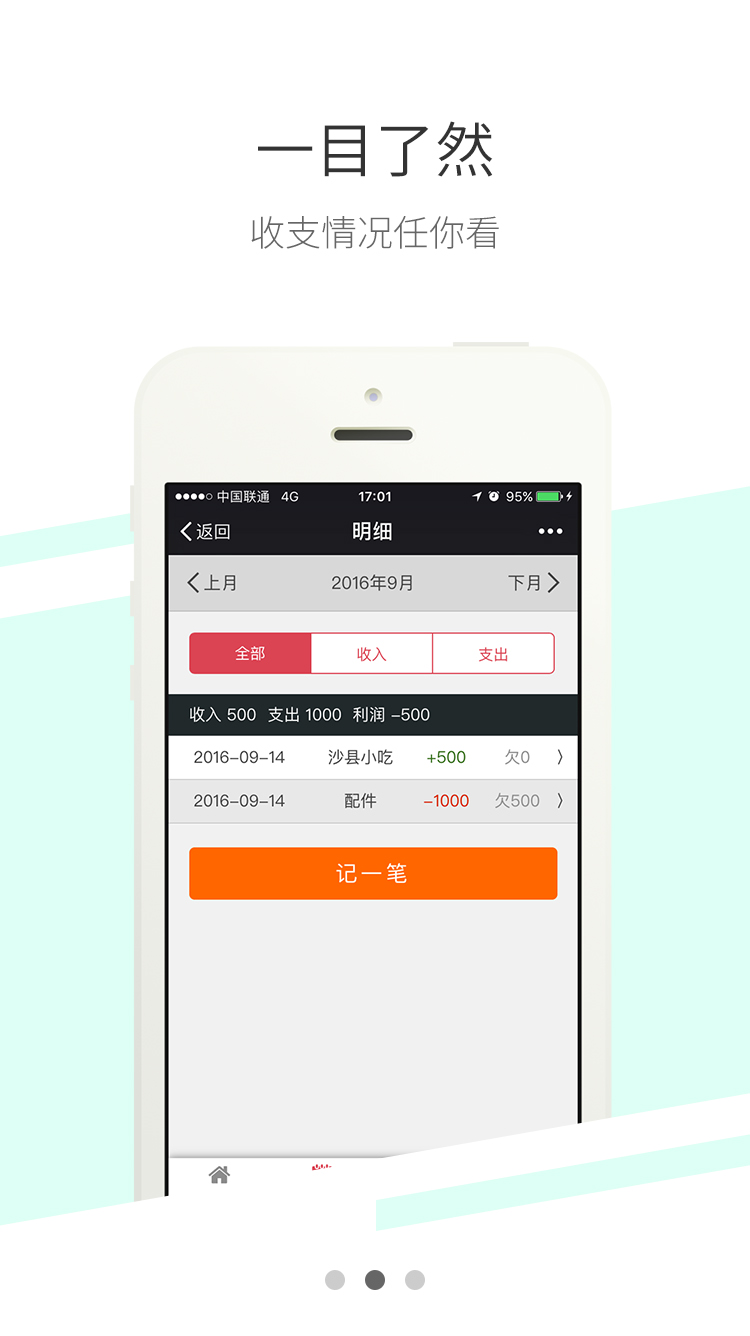 一目了然
收支情况任你看
中国联通 4G 17:01 95%
返回 明细
上月 2016年9月 下月
全部 收入 支出
收入 500 支出 1000 利润 -500
2016-09-14 沙县小吃 +500 欠0
2016-09-14 配件 -1000 欠500
记一笔